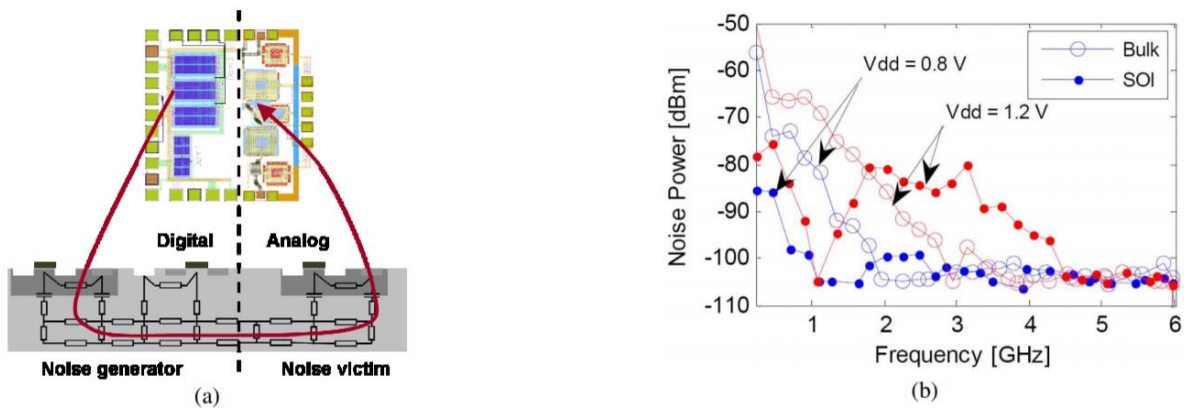 Digital
Analog
Noise generator
Noise victim
(a)
-50
-60
-70
-80
-90
-100
-110
Noise Power [dBm]
Bulk
SOI
Vdd = 0.8 V
Vdd = 1.2 V
1 2 3 4 5 6
Frequency [GHz]
(b)